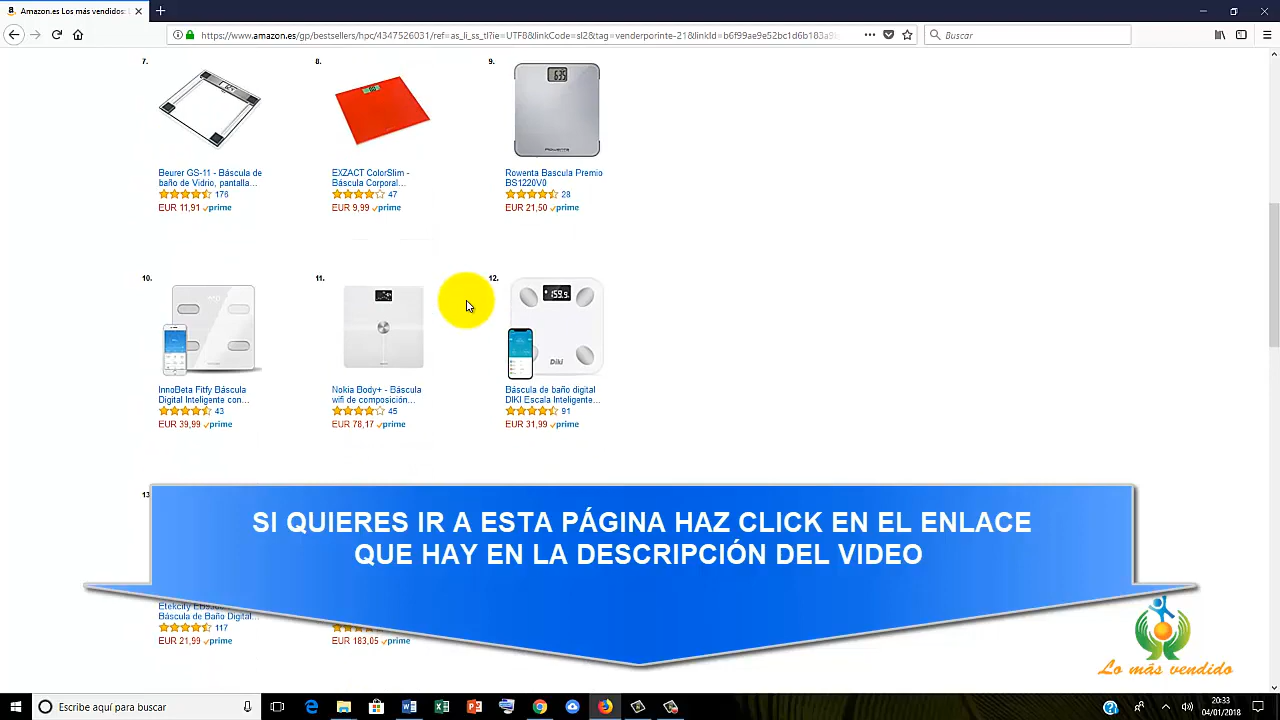 Amazon.es Los más vendidos: L
https://www.amazon.es/gp/bestsellers/hpc/4347526031/ref=as_li_ss_tl?ie=UTF8&linkCode=sl2&tag=venderporinte-21&linkId=b6f99ae9e52bc1d6b183a98
Buscar
7.
8.
9.
Beurer GS-11 - Báscula de
baño de Vidrio, pantalla...
176
EUR 11,91 prime
EXZACT ColorSlim -
Báscula Corporal...
47
EUR 9,99 prime
Rowenta Bascula Premio
BS1220V0
28
EUR 21,50 prime
10.
11.
12.
159.9
Diki
InnoBeta Fitfy Báscula
Digital Inteligente con...
43
EUR 39,99 prime
Nokia Body+ - Báscula
wifi de composición...
45
EUR 78,17 prime
Báscula de baño digital
DIKI Escala Inteligente...
91
EUR 31,99 prime
13
SI QUIERES IR A ESTA PÁGINA HAZ CLICK EN EL ENLACE
QUE HAY EN LA DESCRIPCIÓN DEL VIDEO
Báscula de Baño Digital...
117
EUR 21,99 prime
EUR 183,05 prime
Lo más vendido
Escribe aquí para buscar
20:33
04/01/2018